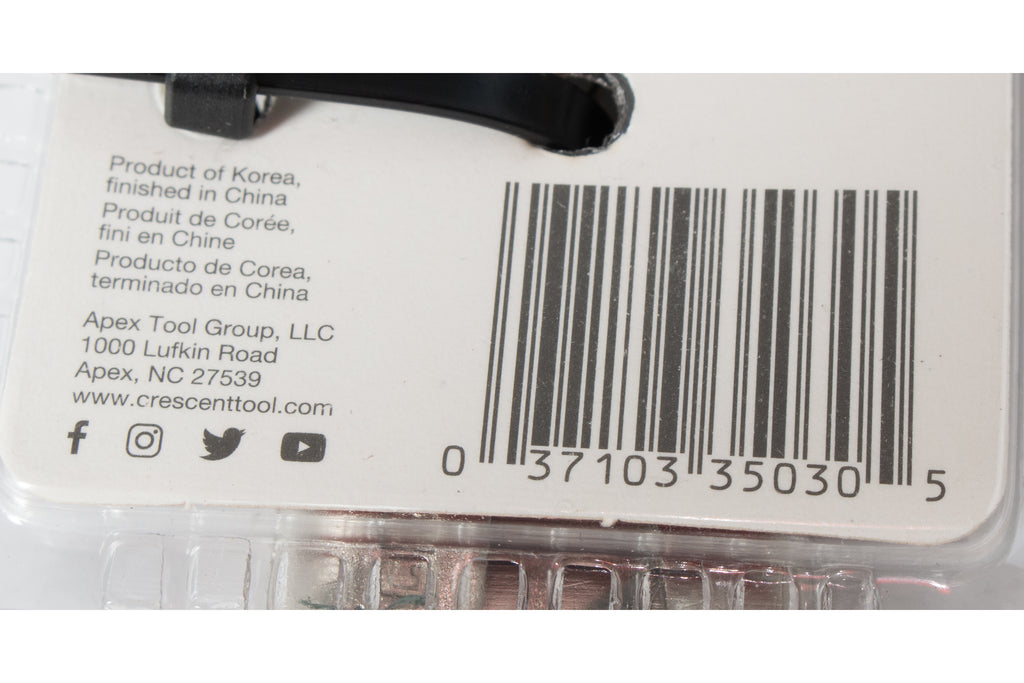 Product of Korea,
finished in China
Produit de Corée,
fini en Chine
Producto de Corea,
terminado en China
Apex Tool Group, LLC
1000 Lufkin Road
Apex, NC 27539
www.crescenttool.com
0 37103 35030 5